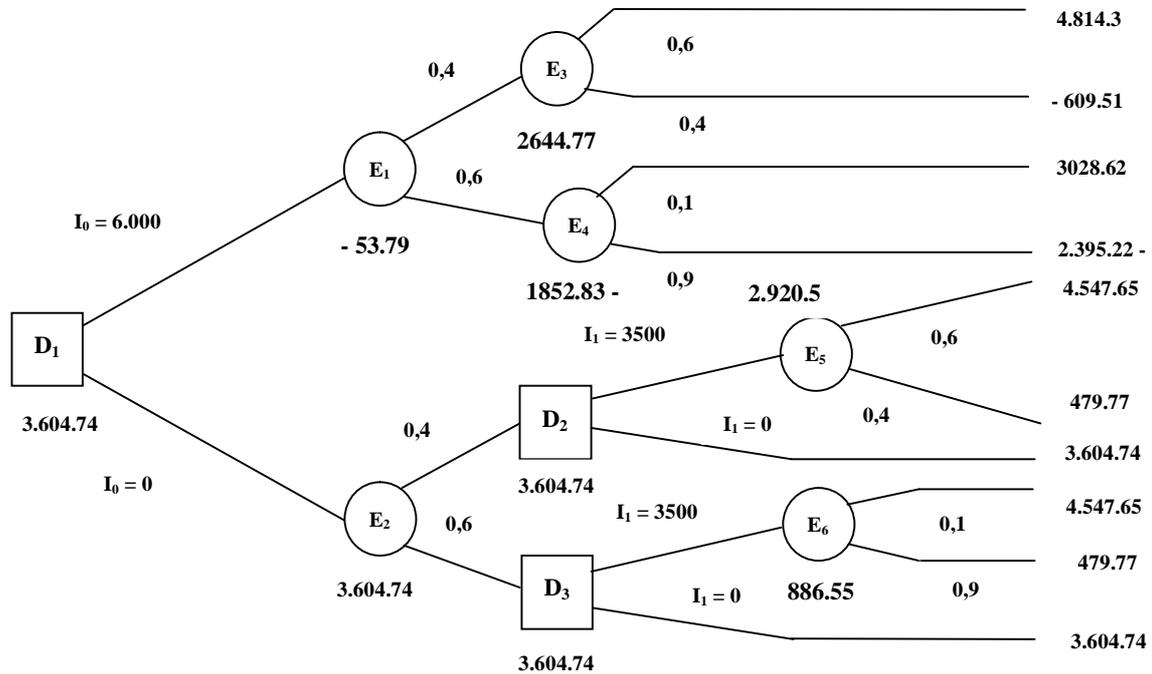 4.814.3
0,6
E₃
0,4
- 609.51
0,4
2644.77
3028.62
E₁
0,6
0,1
E₄
I₀ = 6.000
- 53.79
2.395.22 -
0,9
1852.83 -
2.920.5
4.547.65
I₁ = 3500
0,6
D₁
E₅
479.77
0,4
D₂
I₁ = 0
3.604.74
0,4
3.604.74
I₀ = 0
3.604.74
I₁ = 3500
4.547.65
E₂
0,6
E₆
0,1
479.77
3.604.74
D₃
I₁ = 0
886.55
0,9
3.604.74
3.604.74